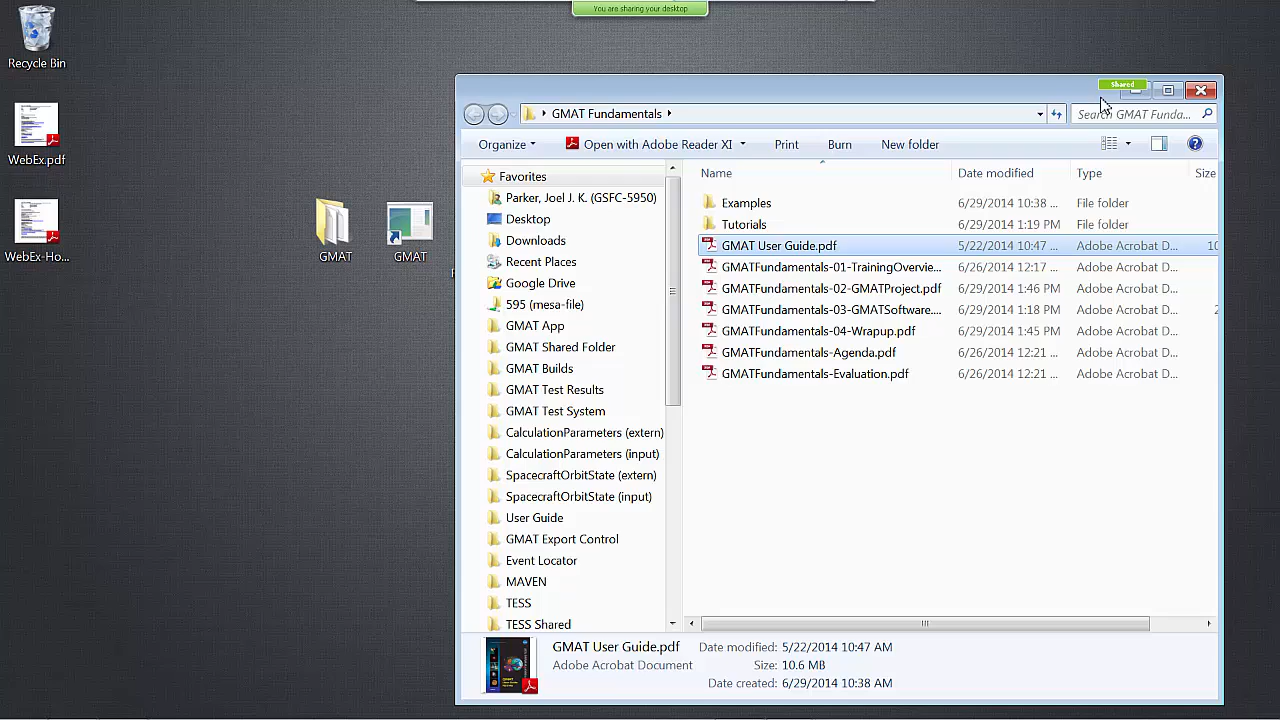 You are sharing your desktop
Recycle Bin
WebEx.pdf
WebEx-Ho...
GMAT
GMAT
Shared
GMAT Fundamentals
Search GMAT Funda...
Organize
Open with Adobe Reader XI
Print
Burn
New folder
Name
Date modified
Type
Size
Favorites
Parker, Joel J. K. (GSFC-5950)
Desktop
Downloads
Recent Places
Google Drive
595 (mesa-file)
GMAT App
GMAT Shared Folder
GMAT Builds
GMAT Test Results
GMAT Test System
CalculationParameters (extern)
CalculationParameters (input)
SpacecraftOrbitState (extern)
SpacecraftOrbitState (input)
User Guide
GMAT Export Control
Event Locator
MAVEN
TESS
TESS Shared
Examples 6/29/2014 10:38 ... File folder
Tutorials 6/29/2014 1:19 PM File folder
GMAT User Guide.pdf 5/22/2014 10:47 ... Adobe Acrobat D... 10
GMATFundamentals-01-TrainingOvervie... 6/26/2014 12:17 ... Adobe Acrobat D...
GMATFundamentals-02-GMATProject.pdf 6/29/2014 1:46 PM Adobe Acrobat D...
GMATFundamentals-03-GMATSoftware.... 6/29/2014 1:18 PM Adobe Acrobat D... 2
GMATFundamentals-04-Wrapup.pdf 6/29/2014 1:45 PM Adobe Acrobat D...
GMATFundamentals-Agenda.pdf 6/26/2014 12:21 ... Adobe Acrobat D...
GMATFundamentals-Evaluation.pdf 6/26/2014 12:21 ... Adobe Acrobat D...
GMAT User Guide.pdf
Adobe Acrobat Document
Date modified: 5/22/2014 10:47 AM
Size: 10.6 MB
Date created: 6/29/2014 10:38 AM